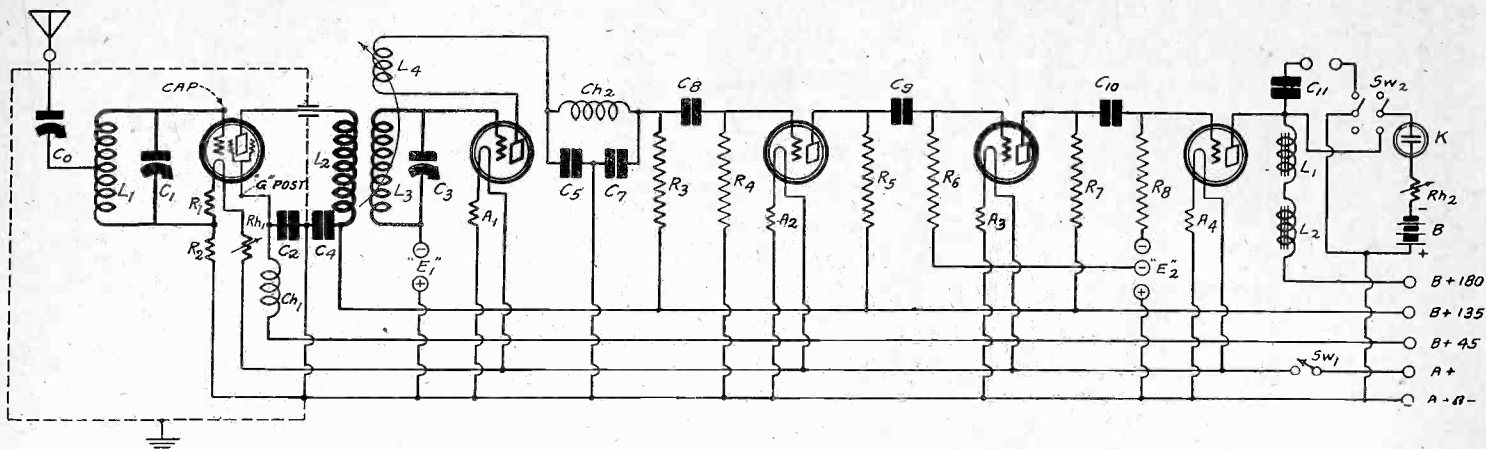 CAP
C0
L1
C1
R1
R2
"G" POST
Rh1
C2
C4
Ch1
L2
L3
L4
C3
"E1"
-
+
A1
Ch2
C5
C7
R3
C8
R4
A2
C9
R5
R6
A3
R7
C10
R8
-
"E2"
-
+
A4
C11
L1
L2
Sw2
K
Rh2
-
B
+
B+180
B+135
B+45
Sw1
A+
A-B-